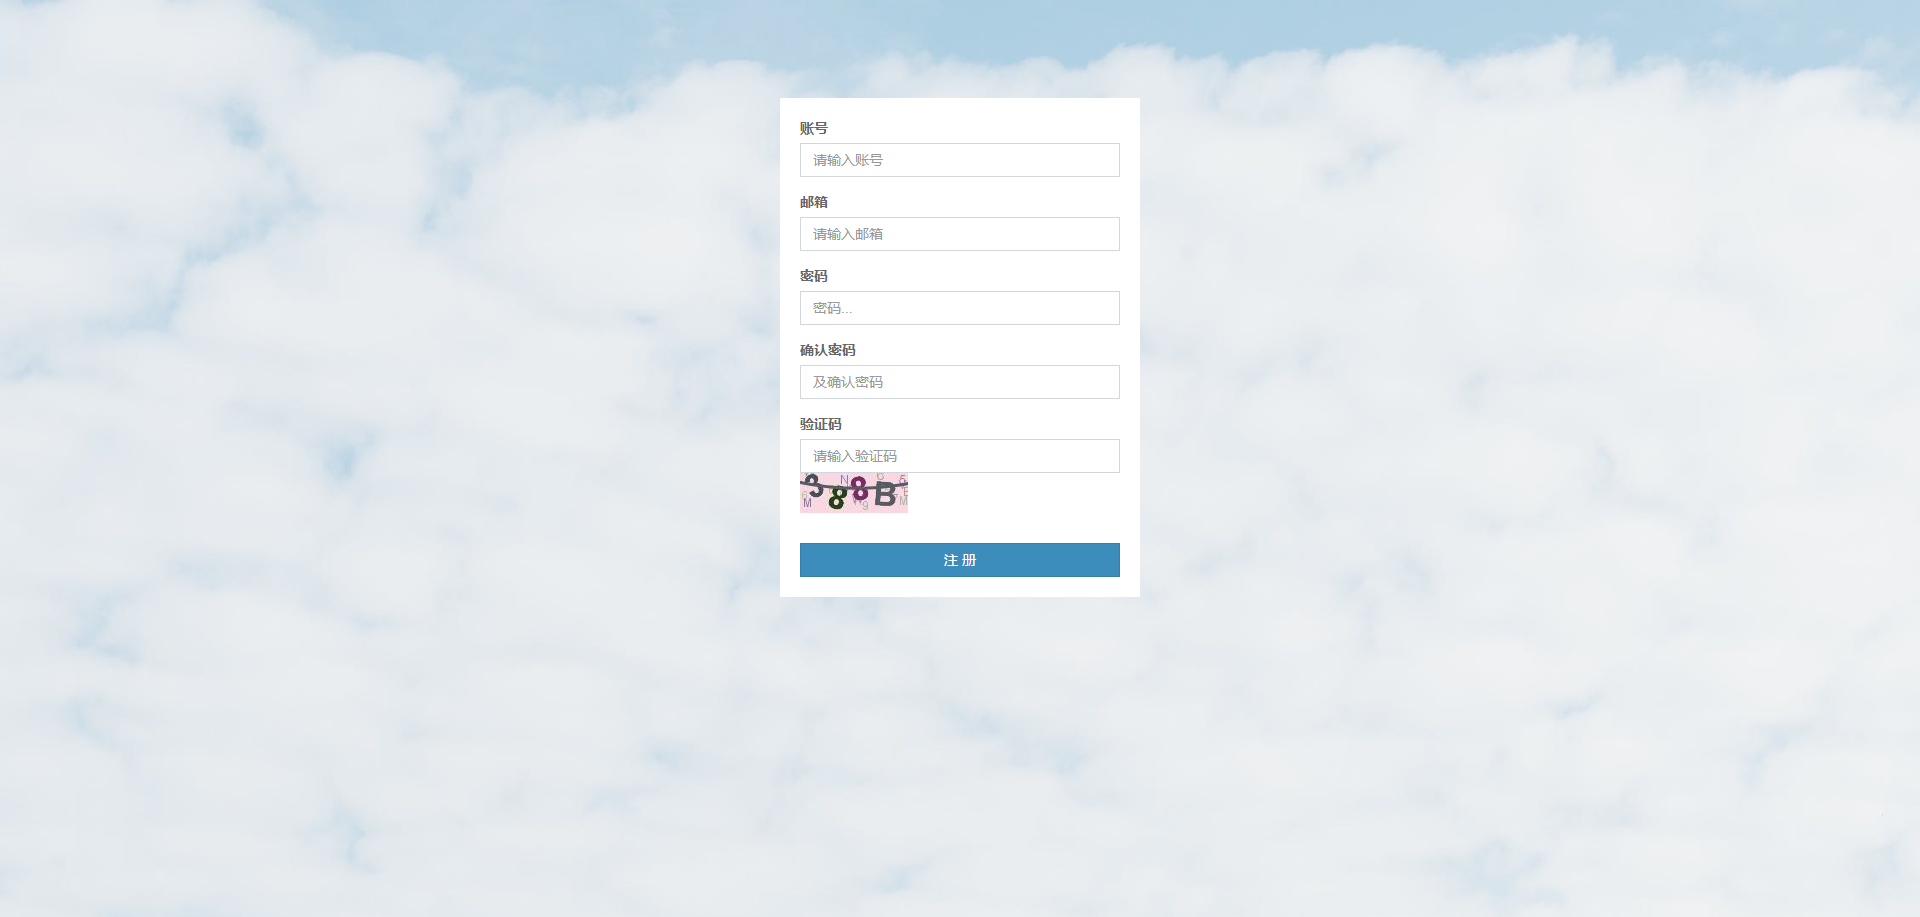 账号
请输入账号
邮箱
请输入邮箱
密码
密码...
确认密码
及确认密码
验证码
请输入验证码
388B
注 册